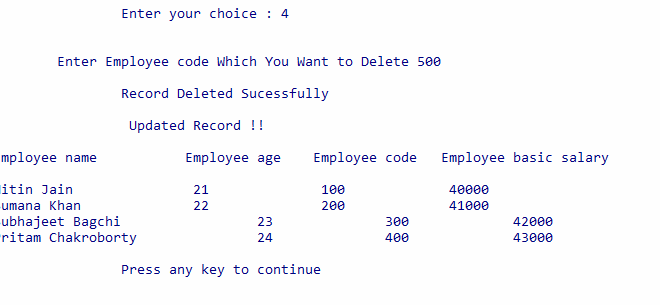 Enter your choice : 4
Enter Employee code Which You Want to Delete 500
Record Deleted Sucessfully
Updated Record !!
mployee name Employee age Employee code Employee basic salary
itin Jain 21 100 40000
umana Khan 22 200 41000
ubhajeet Bagchi 23 300 42000
ritam Chakroborty 24 400 43000
Press any key to continue